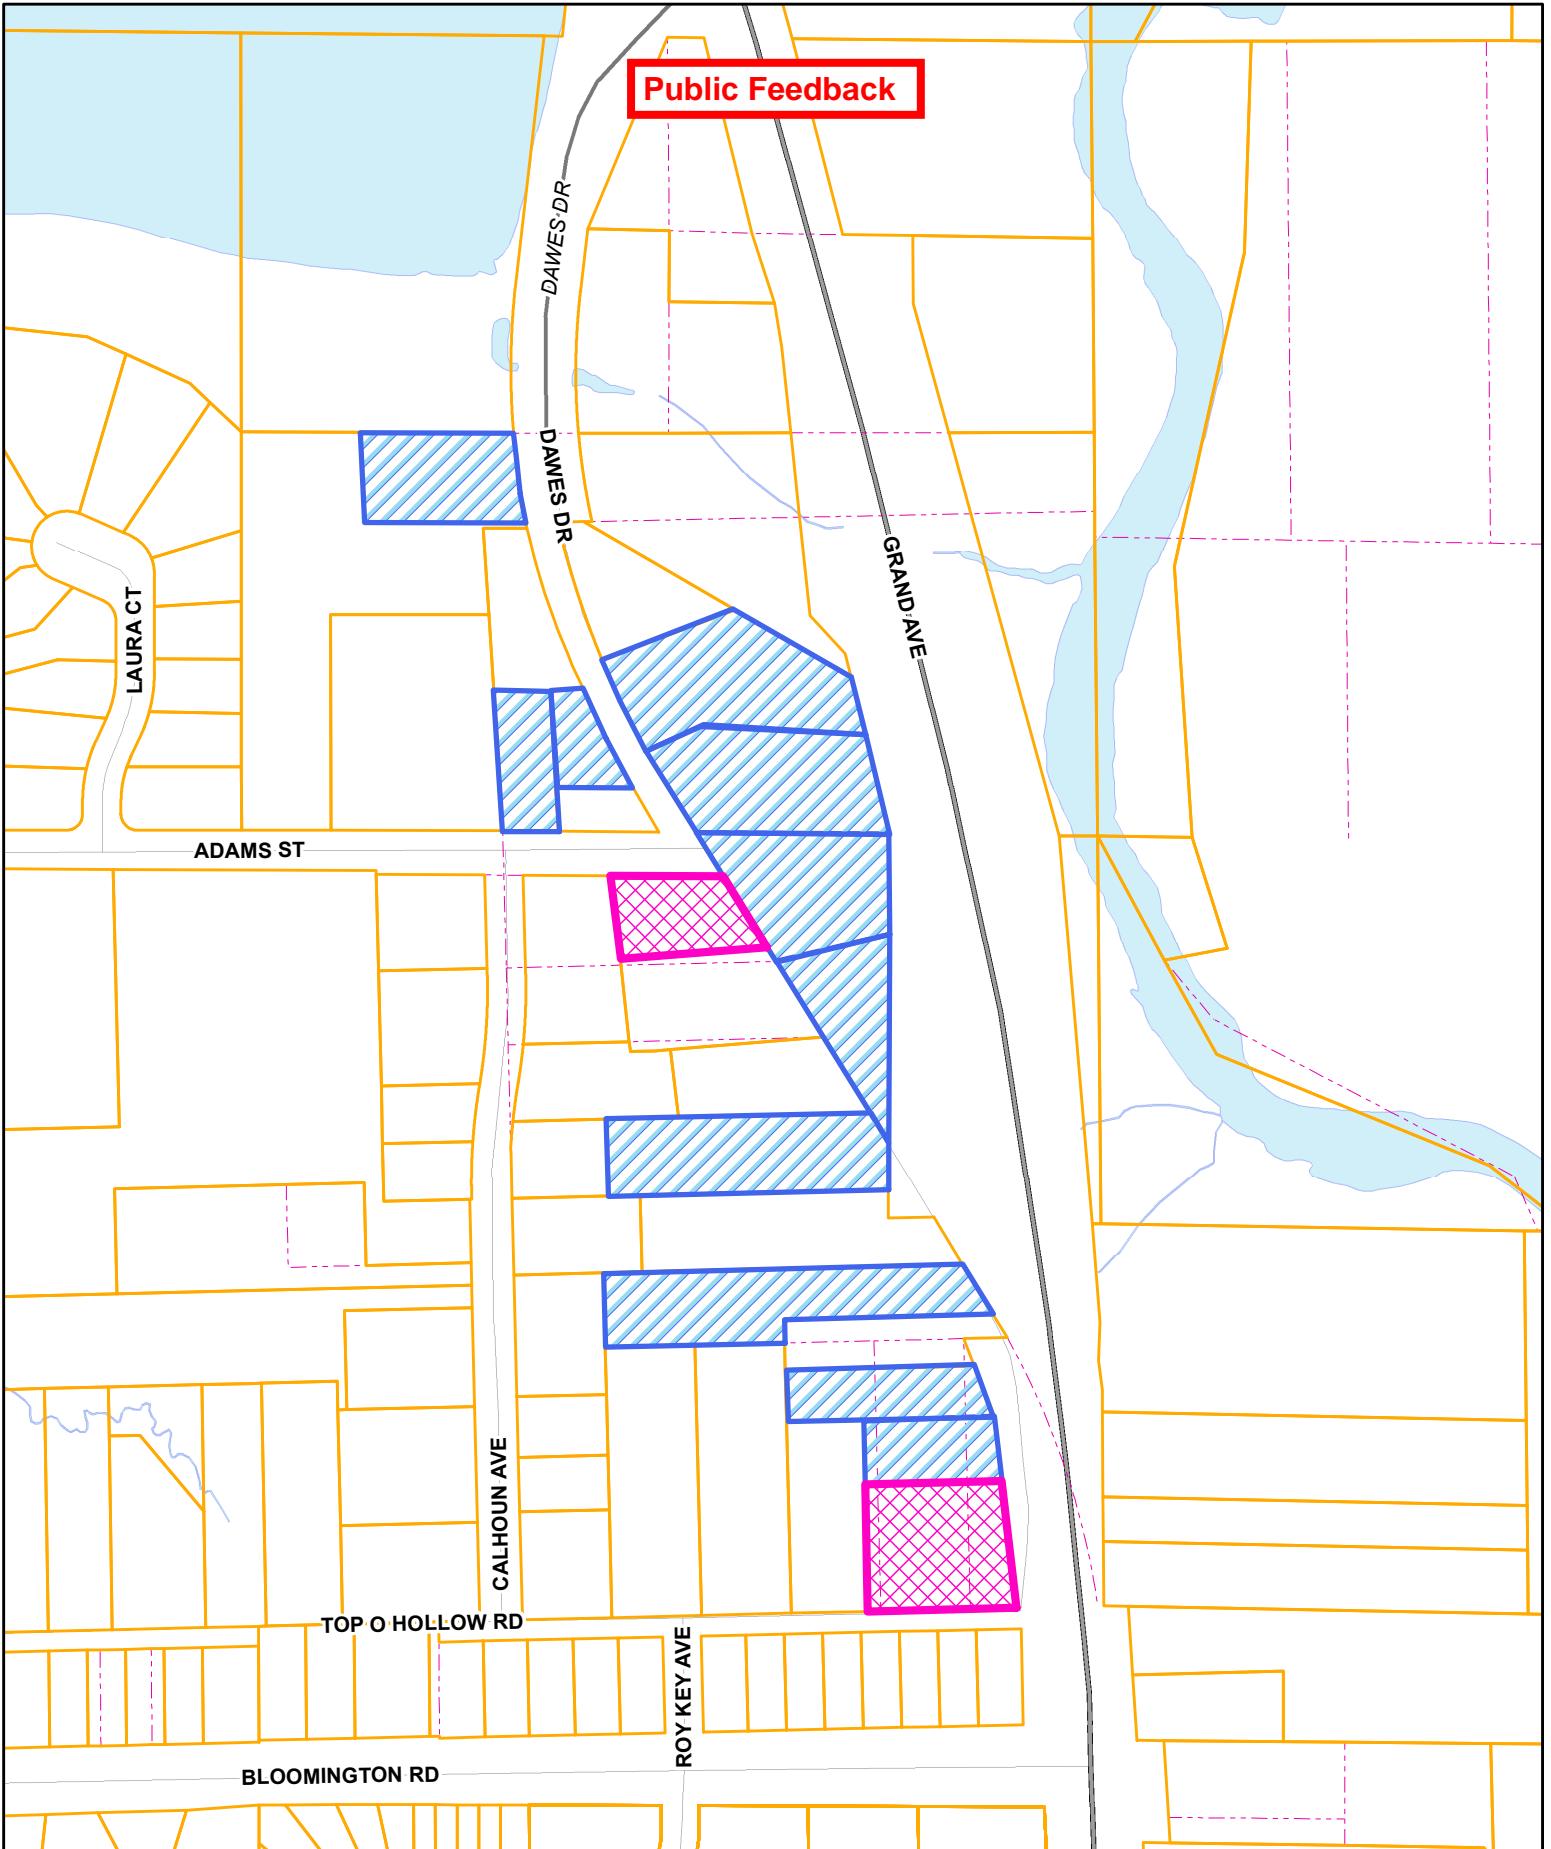 Public Feedback
DAWES DR
DAWES DR
GRAND AVE
LAURA CT
ADAMS ST
CALHOUN AVE
TOP O HOLLOW RD
ROY KEY AVE
BLOOMINGTON RD